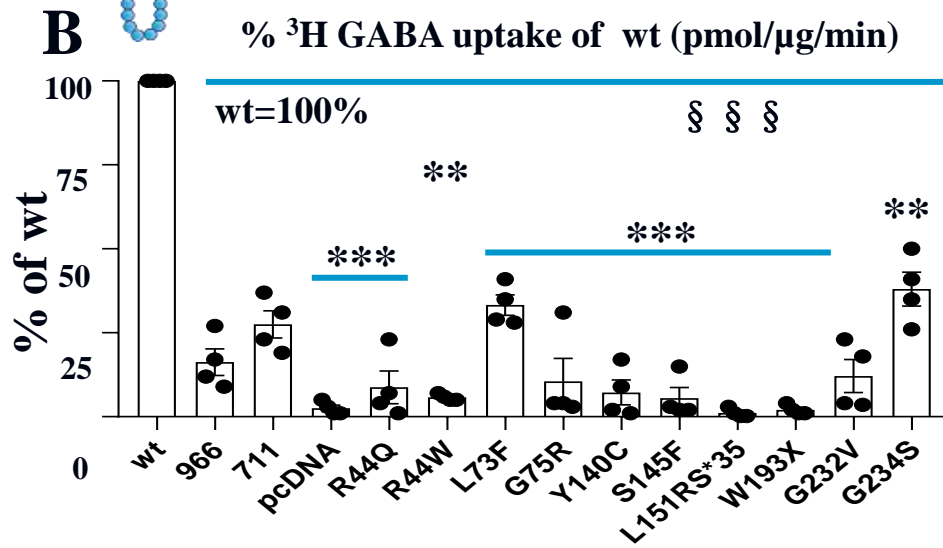 B
% ³H GABA uptake of wt (pmol/µg/min)
100
wt=100%
§ § §
75
**
**
***
***
50
25
0
% of wt
wt
966
711
pcDNA
R44Q
R44W
L73F
G75R
Y140C
S145F
L151RS*35
W193X
G232V
G234S